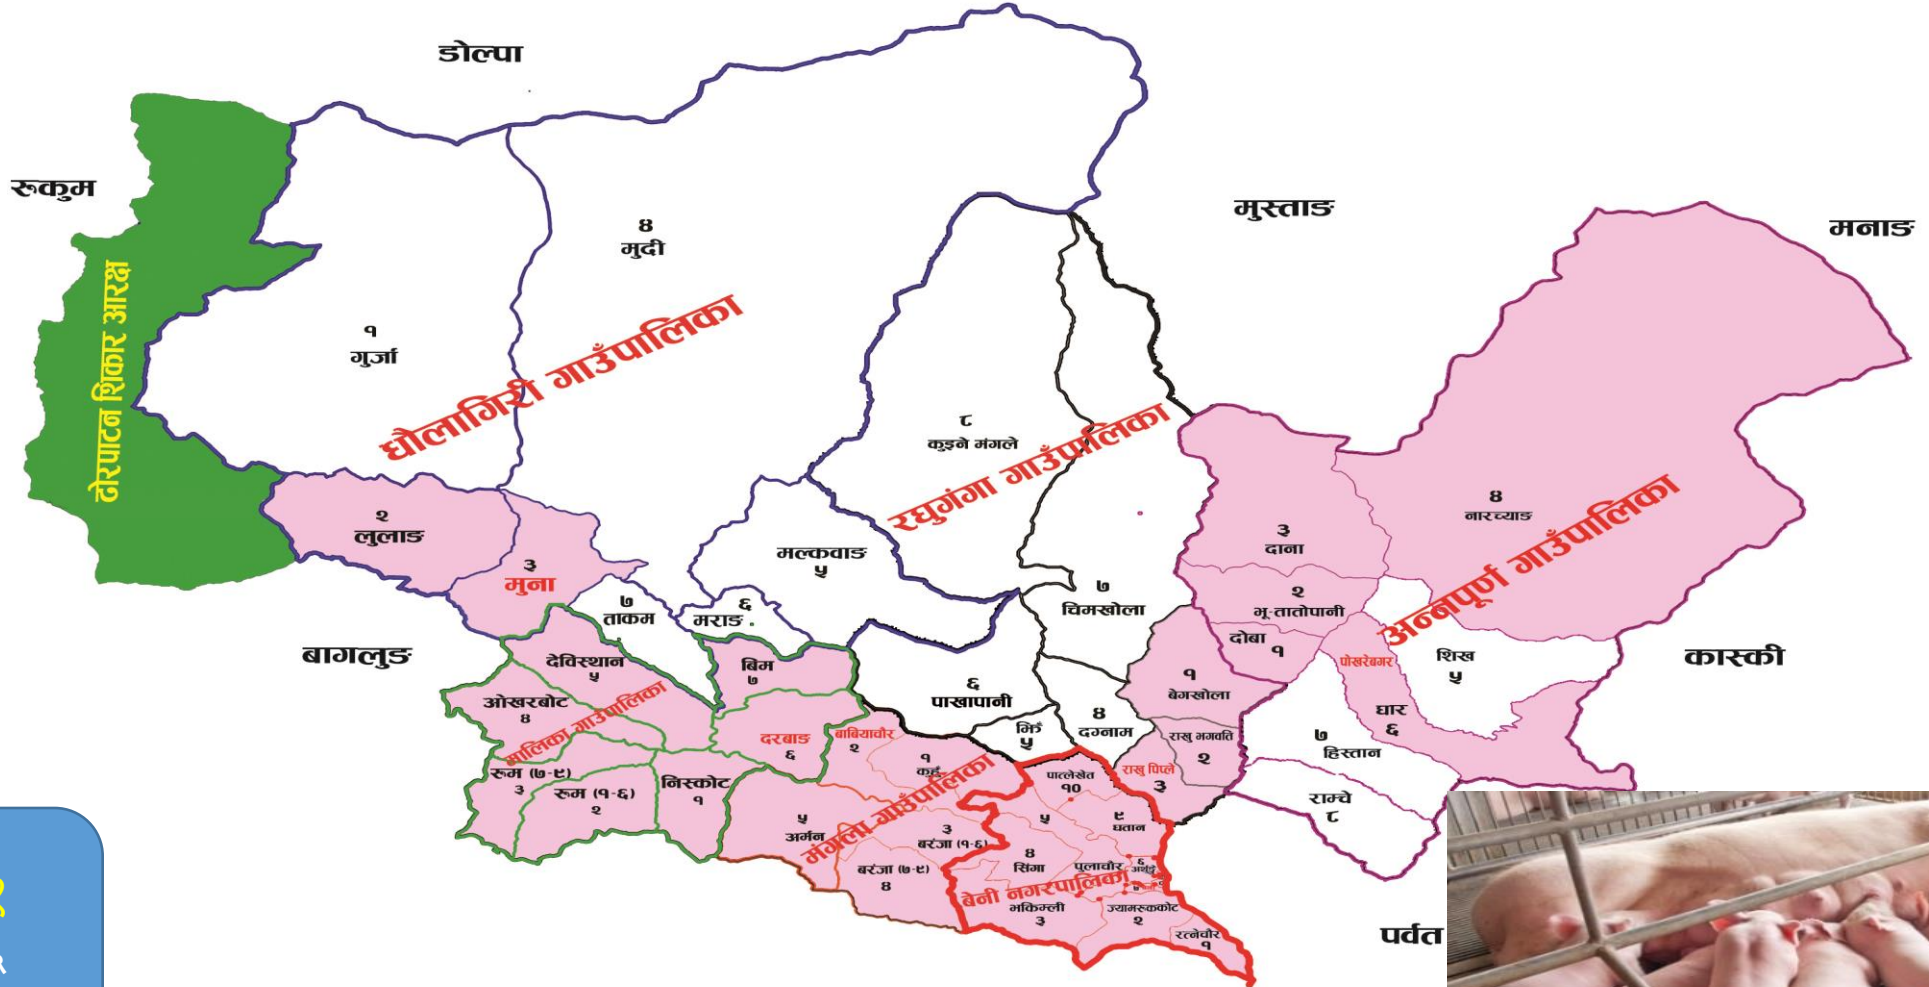 डोल्पा
रूकुम
मुस्ताङ
मनाङ
४
मुदी
ढोरपाटन शिकार आरक्ष
१
गुर्जा
धौलागिरी गाउँपालिका
८
कुइने मंगले
रघुगंगा गाउँपालिका
४
नारच्याङ
२
लुलाङ
३
दाना
अन्नपूर्ण गाउँपालिका
मल्कवाङ
५
३
मुना
७
ताकम
६
मराङ
७
चिमखोला
२
भू-तातोपानी
दोबा
१
बागलुङ
कास्की
देविस्थान
५
बिम
७
पोखरेबगर
शिख
५
१
बेगखोला
६
पाखापानी
ओखरबोट
४
मालिका गाउँपालिका
घार
६
४
दग्नाम
झिँ
५
दरबाङ
६
बाबियाचौर
२
राखु भगवति
२
७
हिस्तान
१
कुहुँ
रूम (७-९)
३
रूम (१-६)
२
निस्कोट
१
पात्लेखेत
१०
राखु पिप्ले
३
राम्चे
८
मंगला गाउँपालिका
५
अर्मन
३
बरंजा (१-६)
५
९
घतान
बरंजा (७-९)
४
४
सिंगा
पुलाचौर
६
७
बेनी नगरपालिका
भकिम्ली
३
ज्यामरूककोट
२
रत्नेचौर
१
पर्वत